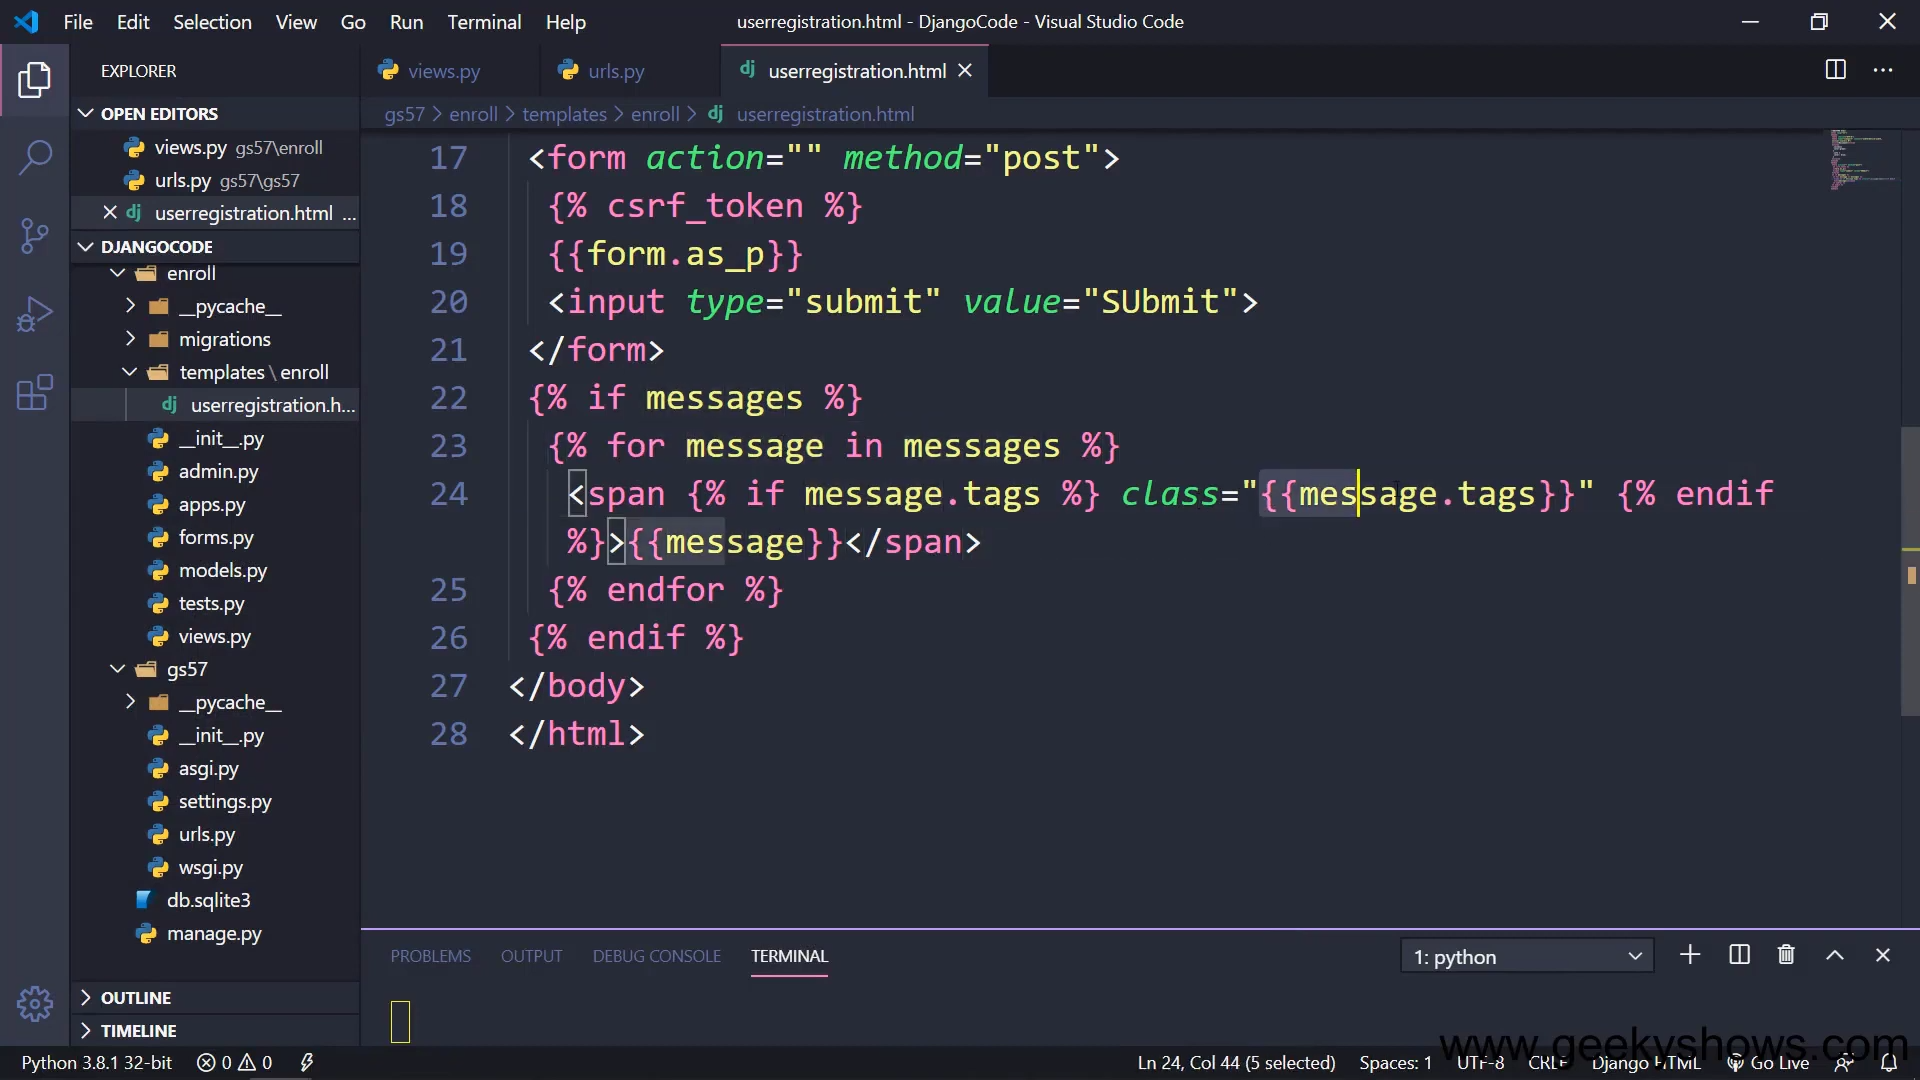 File Edit Selection View Go Run Terminal Help
userregistration.html - DjangoCode - Visual Studio Code
EXPLORER
OPEN EDITORS
views.py gs57\enroll
urls.py gs57\gs57
userregistration.html ...
DJANGOCODE
enroll
__pycache__
migrations
templates\enroll
userregistration.h...
__init__.py
admin.py
apps.py
forms.py
models.py
tests.py
views.py
gs57
__pycache__
__init__.py
asgi.py
settings.py
urls.py
wsgi.py
db.sqlite3
manage.py
OUTLINE
TIMELINE
views.py urls.py userregistration.html
gs57 > enroll > templates > enroll > userregistration.html
17 <form action="" method="post">
18 {% csrf_token %}
19 {{form.as_p}}
20 <input type="submit" value="SUbmit">
21 </form>
22 {% if messages %}
23 {% for message in messages %}
24 <span {% if message.tags %} class="{{message.tags}}" {% endif
%}>{{message}}</span>
25 {% endfor %}
26 {% endif %}
27 </body>
28 </html>
PROBLEMS OUTPUT DEBUG CONSOLE TERMINAL
1: python
www.geekyshows.com
Python 3.8.1 32-bit 0 0 Ln 24, Col 44 (5 selected) Spaces: 1 UTF-8 CRLF Django HTML Go Live